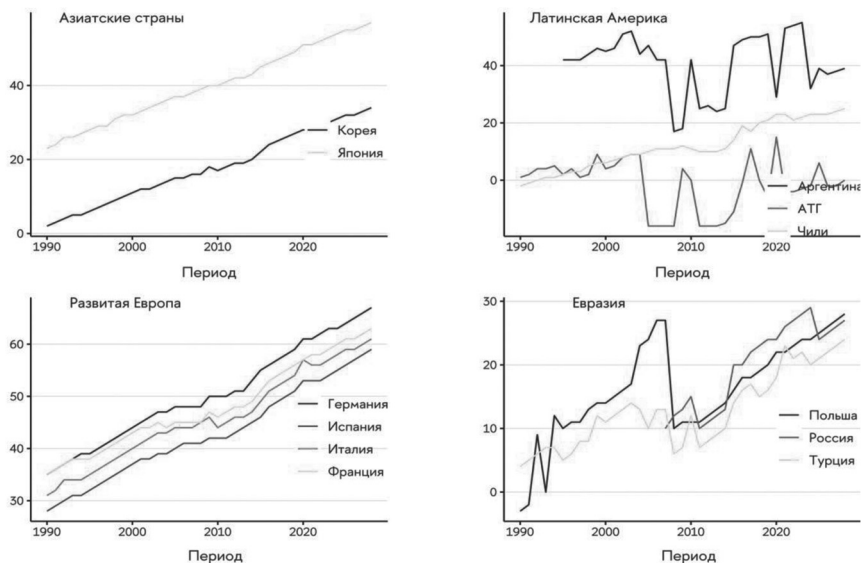 Азиатские страны
40
20
0
Корея
Япония
1990
2000
2010
2020
Период
Латинская Америка
40
20
0
Аргентина
АТГ
Чили
1990
2000
2010
2020
Период
Развитая Европа
60
50
40
30
Германия
Испания
Италия
Франция
1990
2000
2010
2020
Период
Евразия
30
20
10
0
Польша
Россия
Турция
1990
2000
2010
2020
Период